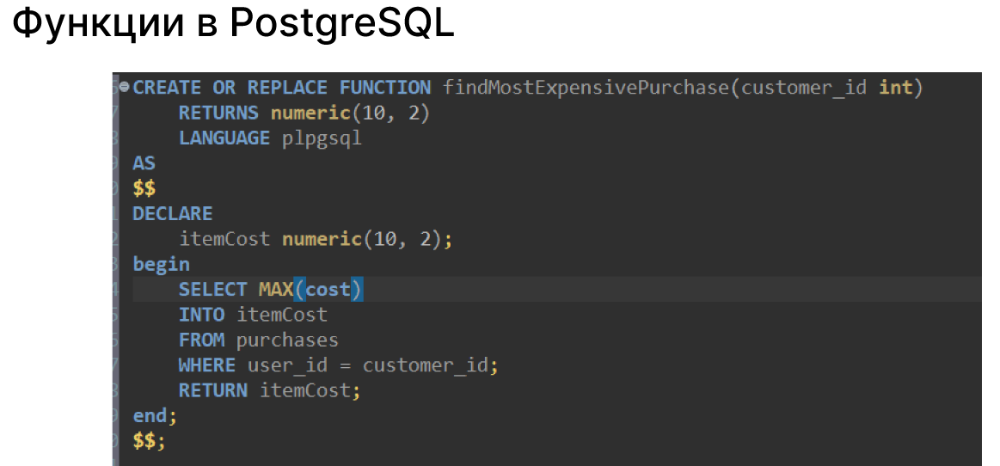 Функции в PostgreSQL
CREATE OR REPLACE FUNCTION findMostExpensivePurchase(customer_id int)
RETURNS numeric(10, 2)
LANGUAGE plpgsql
AS
$$
DECLARE
itemCost numeric(10, 2);
begin
SELECT MAX(cost)
INTO itemCost
FROM purchases
WHERE user_id = customer_id;
RETURN itemCost;
end;
$$;